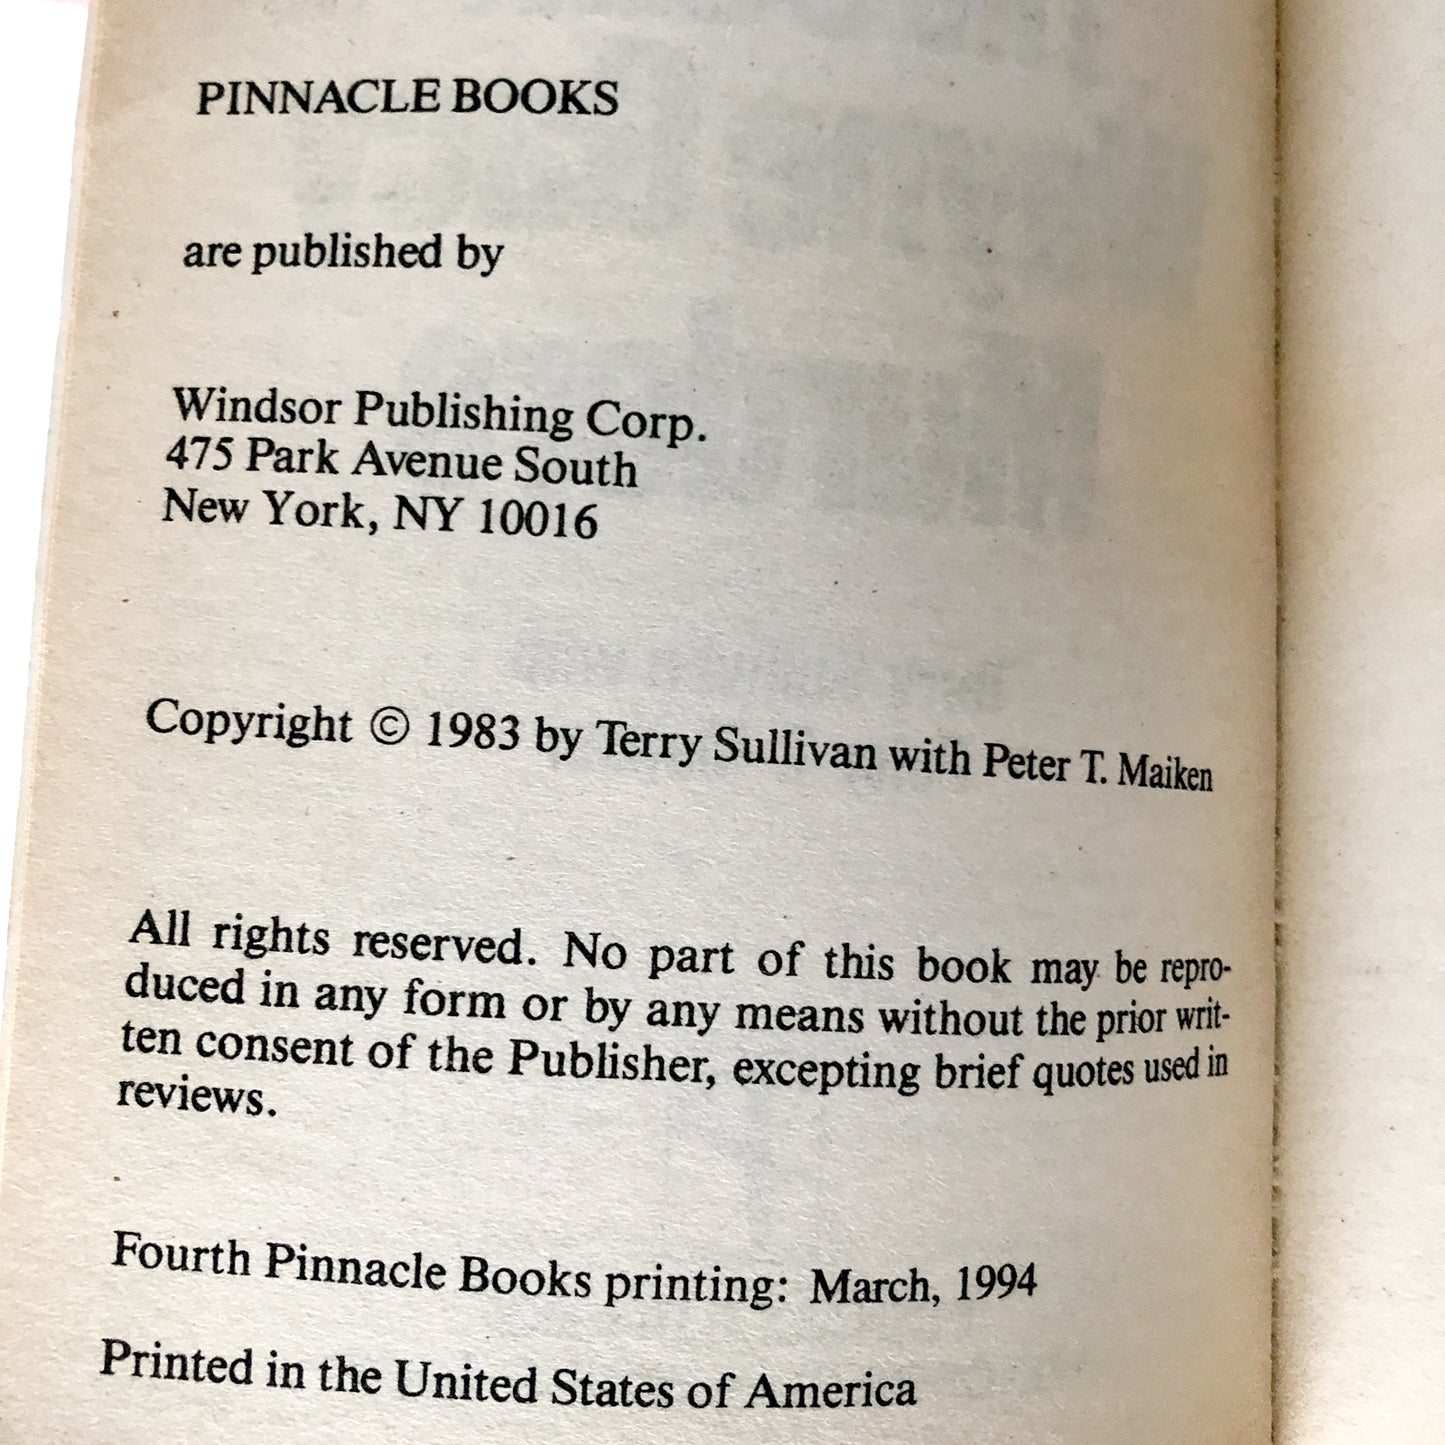 PINNACLE BOOKS
are published by
Windsor Publishing Corp.
475 Park Avenue South
New York, NY 10016
Copyright © 1983 by Terry Sullivan with Peter T. Maiken
All rights reserved. No part of this book may be repro-
duced in any form or by any means without the prior writ-
ten consent of the Publisher, excepting brief quotes used in
reviews.
Fourth Pinnacle Books printing: March, 1994
Printed in the United States of America